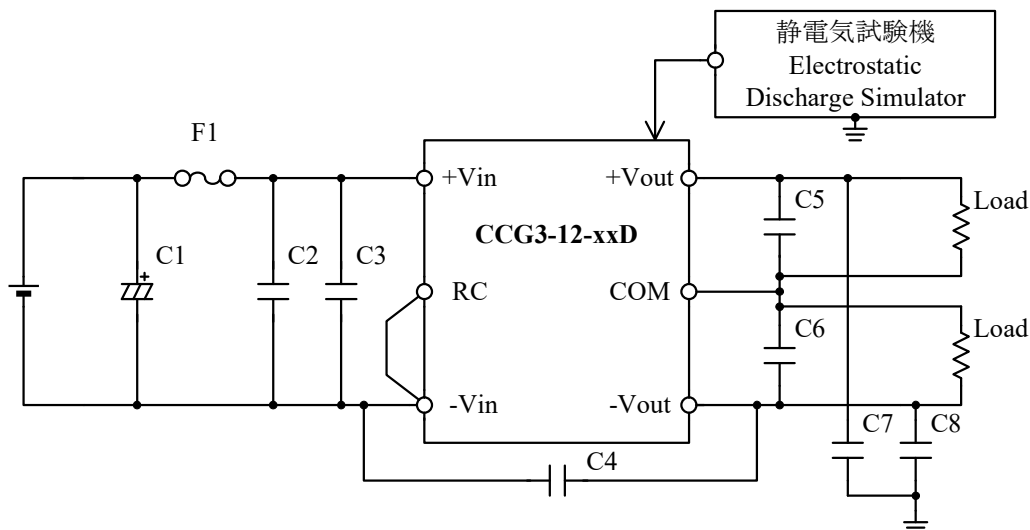 静電気試験機
Electrostatic
Discharge Simulator
F1
+Vin
+Vout
C5
Load
CCG3-12-xxD
C1
+
C2
C3
RC
COM
C6
Load
-Vin
-Vout
C7
C8
C4